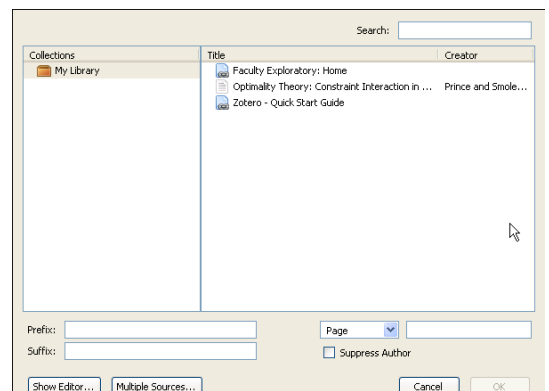 Search:
Collections Title Creator
My Library Faculty Exploratory: Home
Optimality Theory: Constraint Interaction in ... Prince and Smole...
Zotero - Quick Start Guide
Prefix: Page
Suffix: Suppress Author
Show Editor... Multiple Sources... Cancel OK